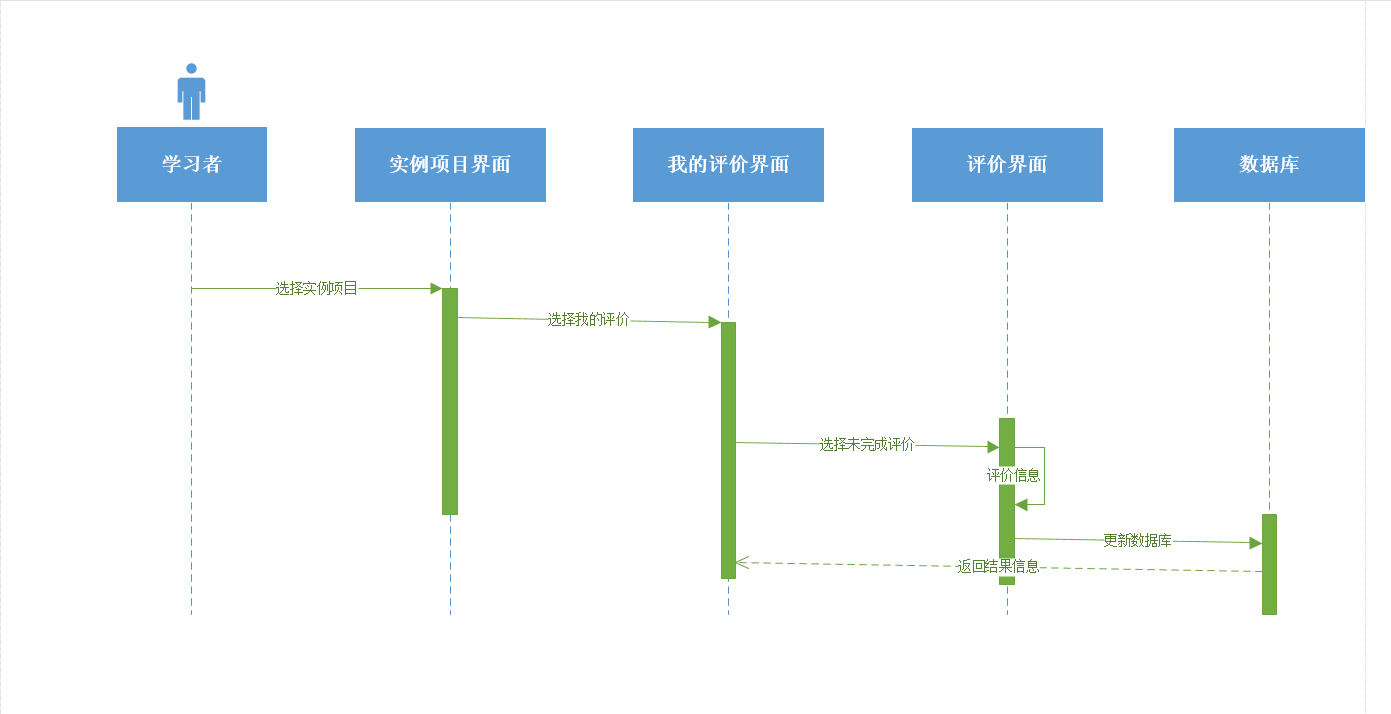 学习者
实例项目界面
我的评价界面
评价界面
数据库
选择实例项目
选择我的评价
选择未完成评价
评价信息
更新数据库
返回结果信息